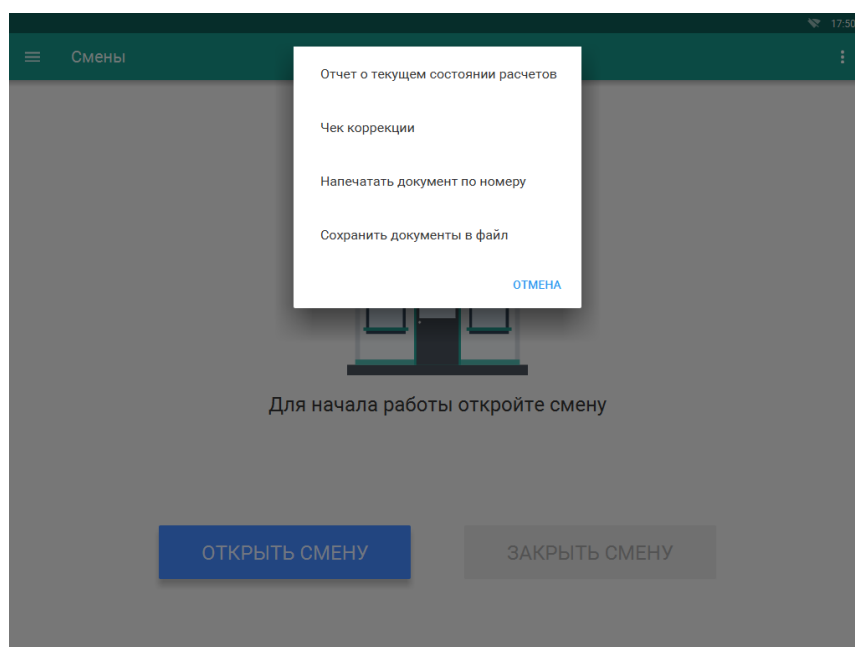 17:50
Смены
Отчет о текущем состоянии расчетов
Чек коррекции
Напечатать документ по номеру
Сохранить документы в файл
ОТМЕНА
Для начала работы откройте смену
ОТКРЫТЬ СМЕНУ
ЗАКРЫТЬ СМЕНУ